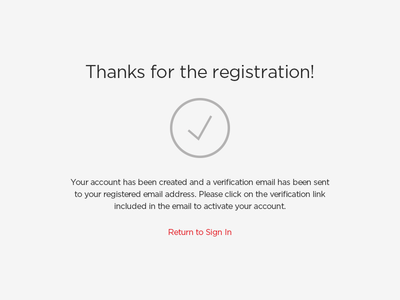 Thanks for the registration!
Your account has been created and a verification email has been sent
to your registered email address. Please click on the verification link
included in the email to activate your account.
Return to Sign In